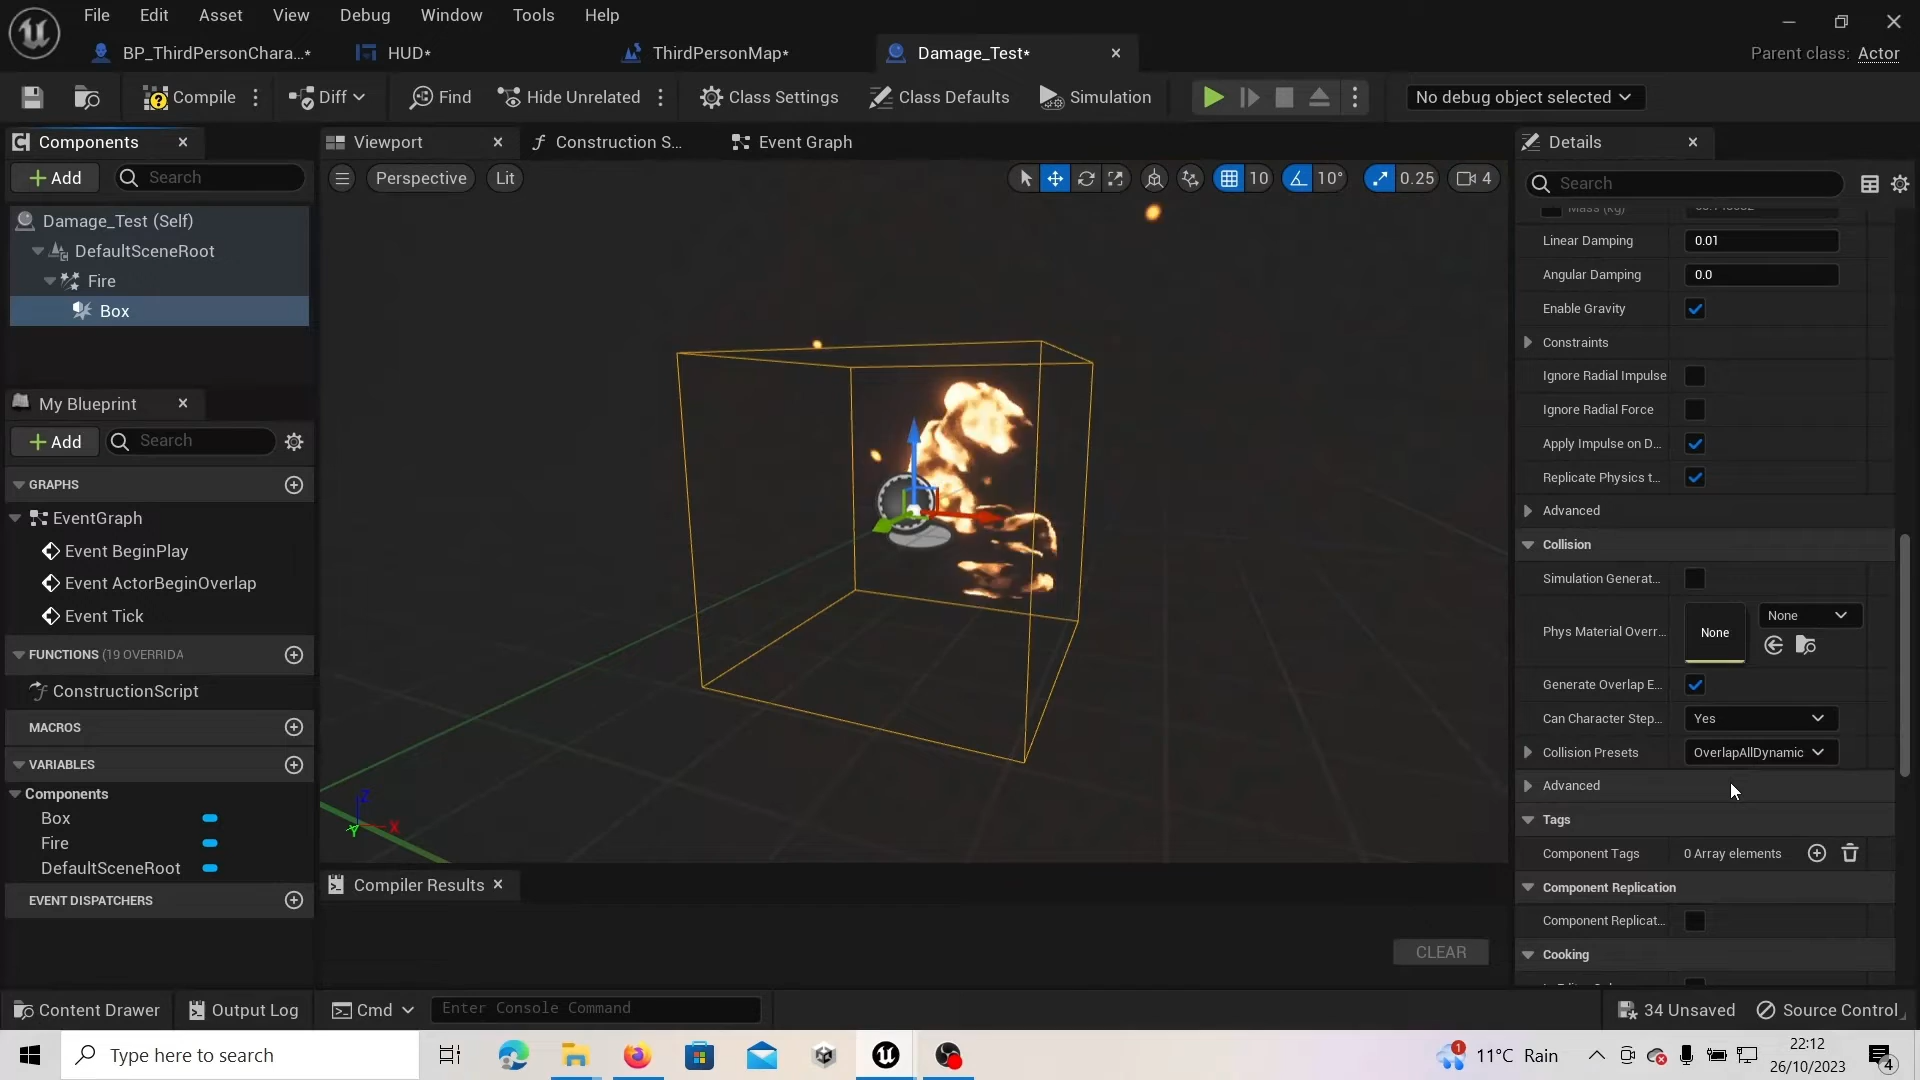 File Edit Asset View Debug Window Tools Help
BP_ThirdPersonChara...* HUD* ThirdPersonMap* Damage_Test* Parent class: Actor
Compile Diff Find Hide Unrelated Class Settings Class Defaults Simulation No debug object selected
Components Viewport Construction S... Event Graph Details
Add Search Perspective Lit 10 10° 0.25 4 Search
Damage_Test (Self)
DefaultSceneRoot
Fire
Box
My Blueprint
Add Search
GRAPHS
EventGraph
Event BeginPlay
Event ActorBeginOverlap
Event Tick
FUNCTIONS (19 OVERRIDA
ConstructionScript
MACROS
VARIABLES
Components
Box
Fire
DefaultSceneRoot
EVENT DISPATCHERS
Z
X
Y
Compiler Results
CLEAR
Mass (kg)
Linear Damping 0.01
Angular Damping 0.0
Enable Gravity
Constraints
Ignore Radial Impulse
Ignore Radial Force
Apply Impulse on D...
Replicate Physics t...
Advanced
Collision
Simulation Generat...
Phys Material Overr... None None
Generate Overlap E...
Can Character Step... Yes
Collision Presets OverlapAllDynamic
Advanced
Tags
Component Tags 0 Array elements
Component Replication
Component Replicat...
Cooking
Content Drawer Output Log Cmd Enter Console Command 34 Unsaved Source Control
Type here to search 1 11°C Rain 22:12
26/10/2023 4